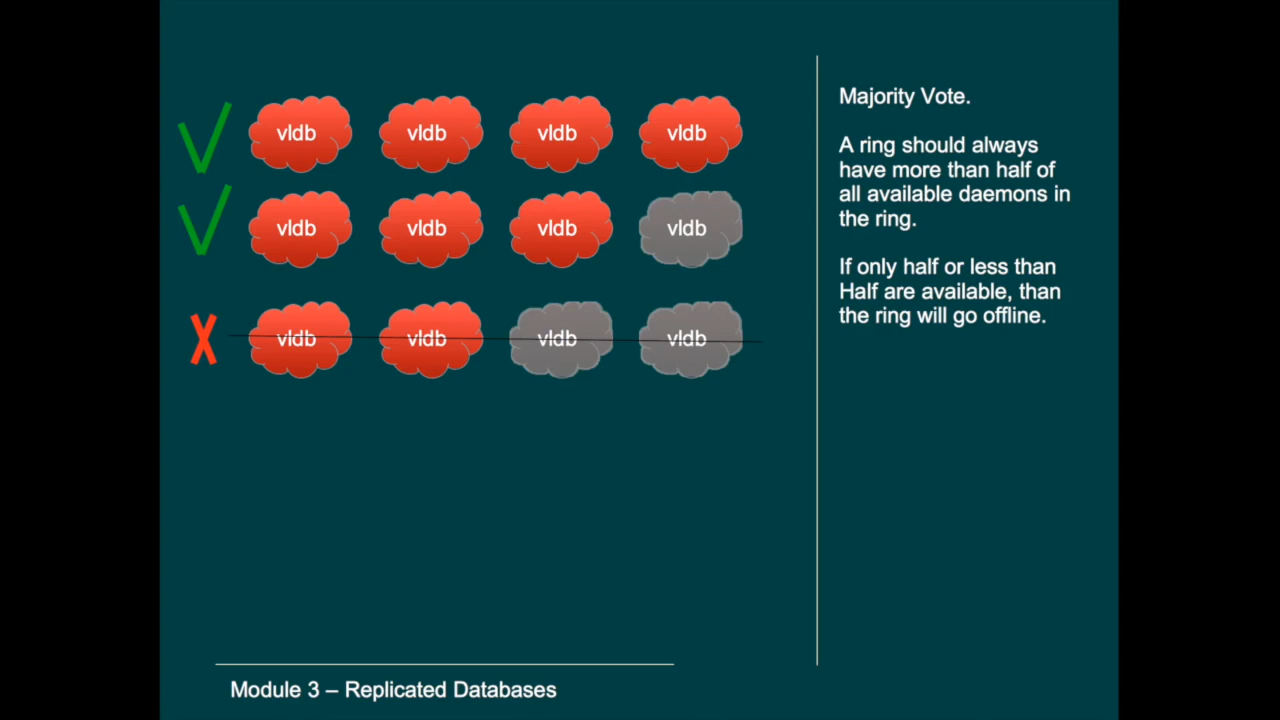 vldb vldb vldb vldb
vldb vldb vldb vldb
vldb vldb vldb vldb
Majority Vote.
A ring should always
have more than half of
all available daemons in
the ring.
If only half or less than
Half are available, than
the ring will go offline.
Module 3 – Replicated Databases